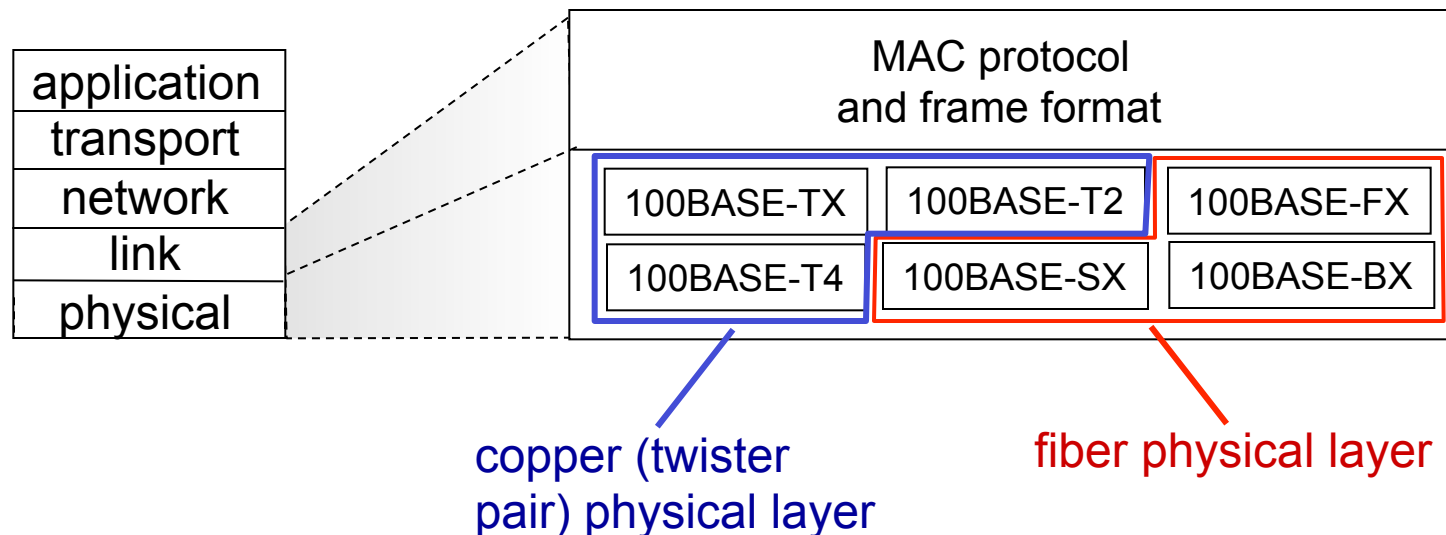 application
transport
network
link
physical
MAC protocol
and frame format
100BASE-TX
100BASE-T2
100BASE-FX
100BASE-T4
100BASE-SX
100BASE-BX
copper (twister
pair) physical layer
fiber physical layer